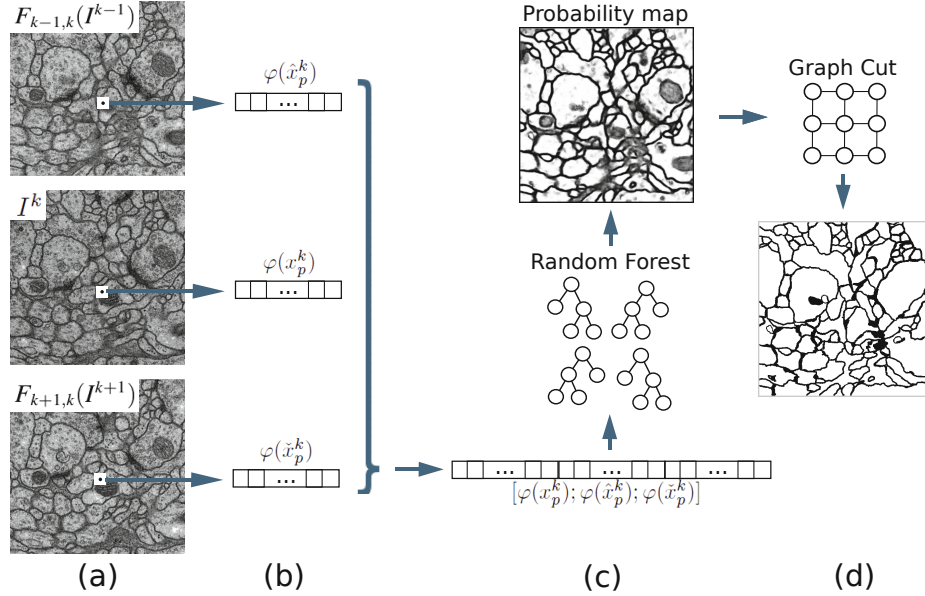 F_{k−1,k}(I^{k−1})
φ(x̂_p^k)
...
I^k
φ(x_p^k)
...
F_{k+1,k}(I^{k+1})
φ(x̌_p^k)
...
... ... ...
[φ(x_p^k); φ(x̂_p^k); φ(x̌_p^k)]
Probability map
Random Forest
Graph Cut
(a) (b) (c) (d)